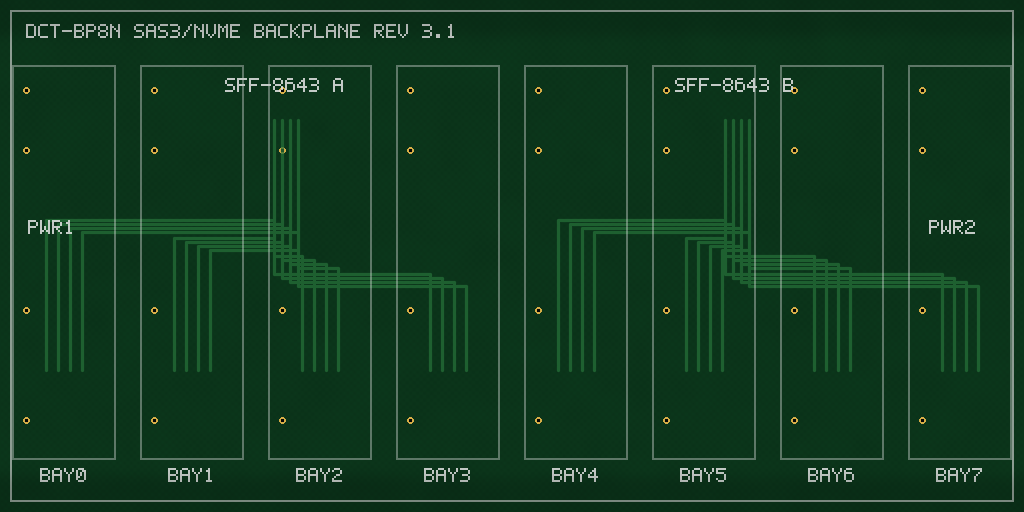 DCT-BP8N SAS3/NVME BACKPLANE REV 3.1
SFF-8643 A
SFF-8643 B
PWR1
PWR2
BAY0
BAY1
BAY2
BAY3
BAY4
BAY5
BAY6
BAY7